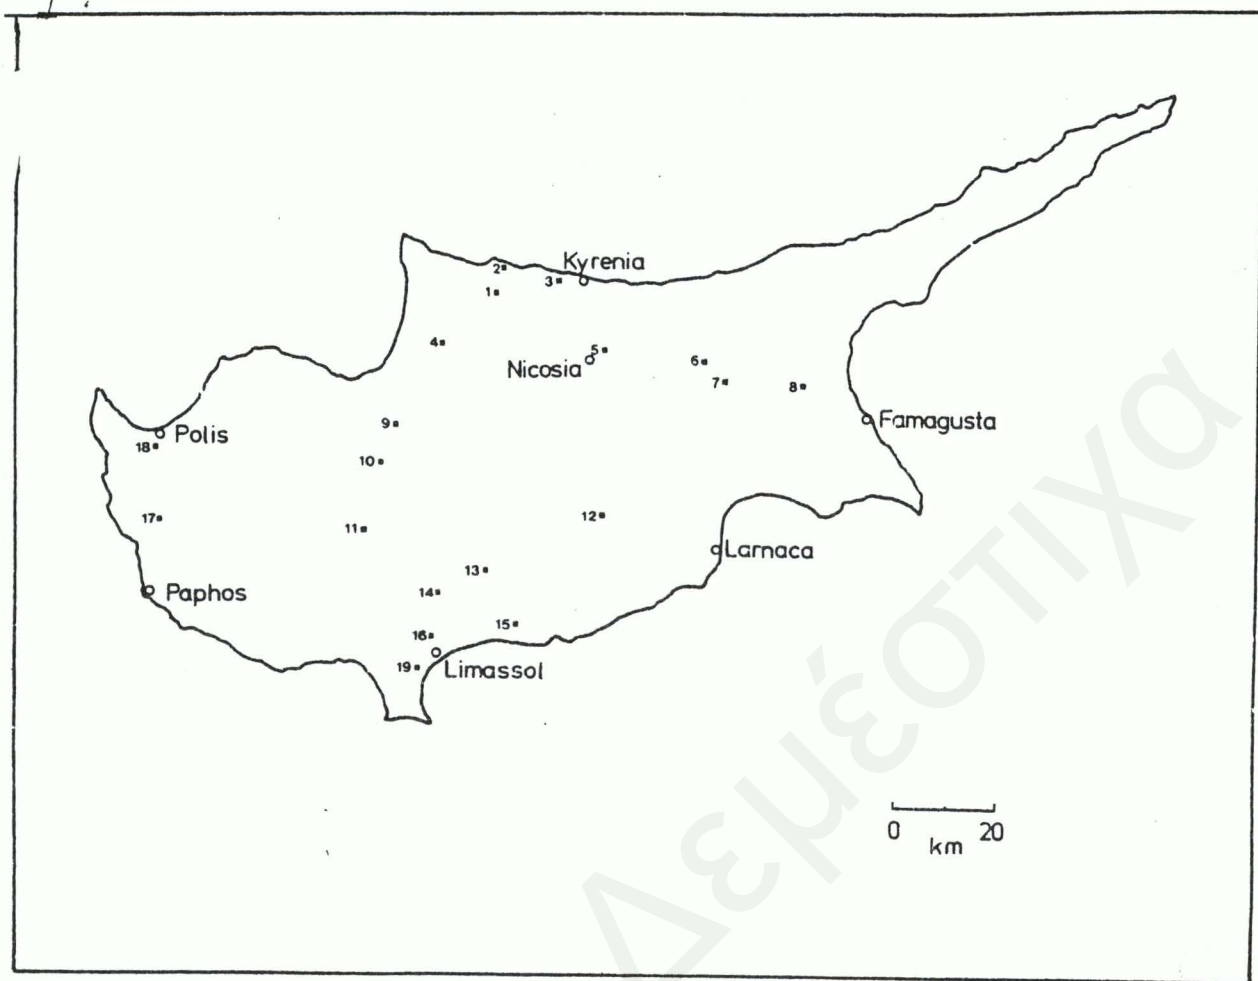 Kyrenia
2
3
1
4
5
Nicosia
6
7
8
9
Famagusta
Polis
18
10
17
11
12
Larnaca
13
Paphos
14
15
16
19
Limassol
0 20
km
Δεμέστιχα